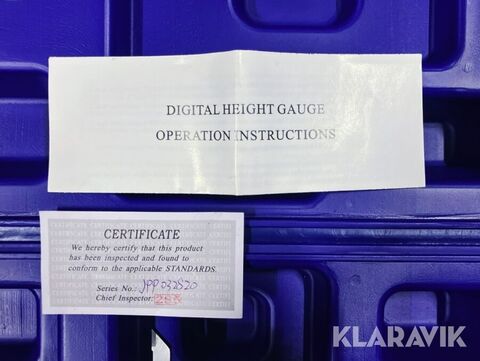 DIGITAL HEIGHT GAUGE
OPERATION INSTRUCTIONS
CERTIFICATE
We hereby certify that this product
has been inspected and found to
conform to the applicable STANDARDS.
Series No.:
Chief Inspector:
KLARAVIK